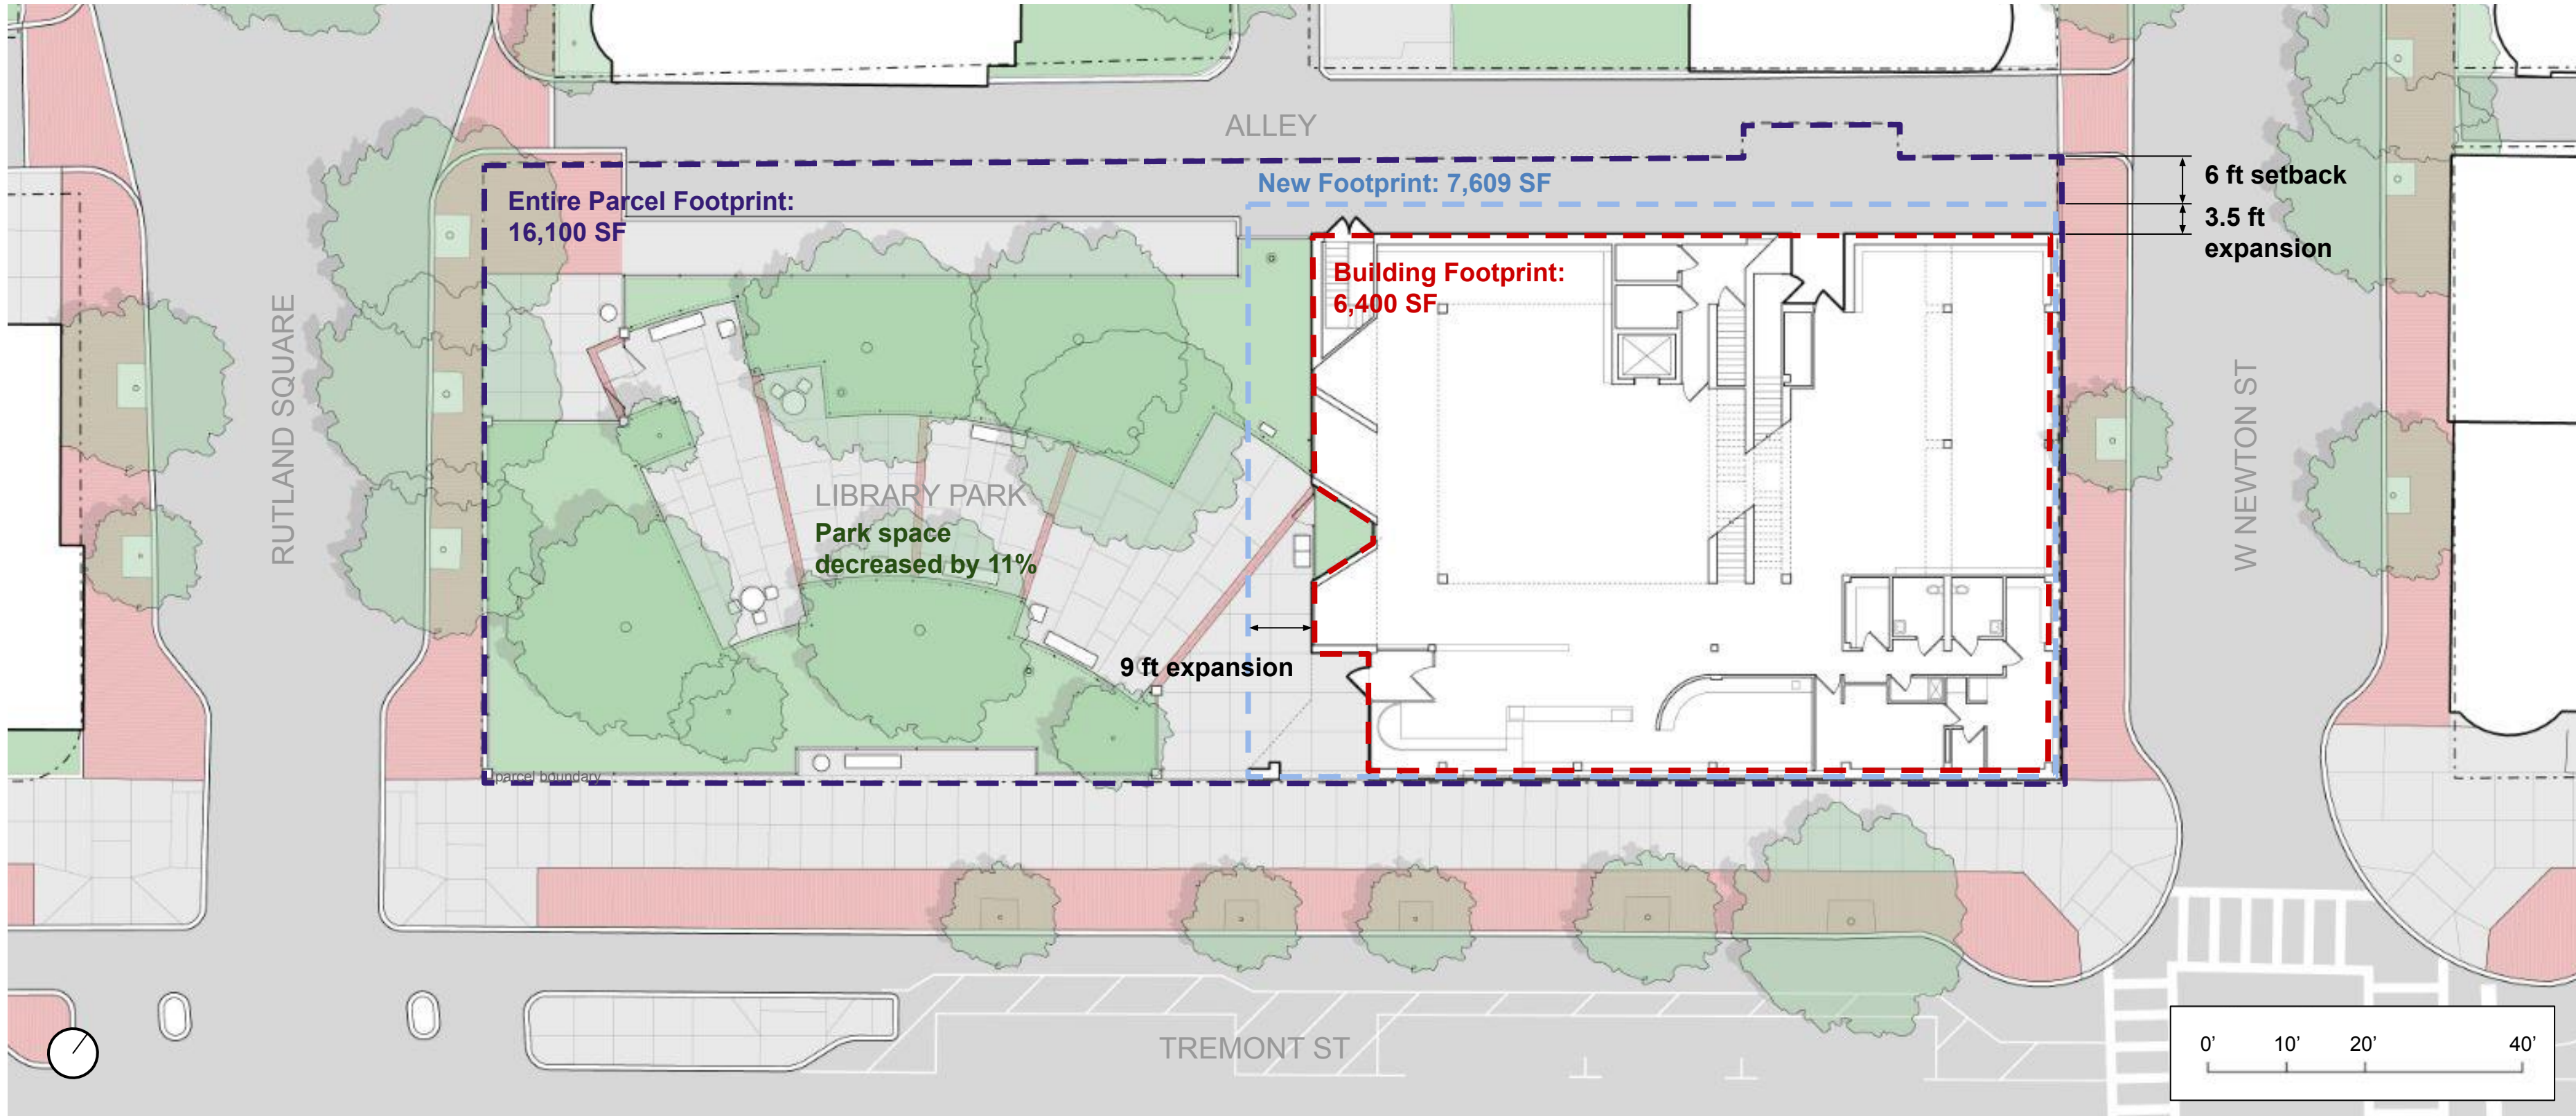 ALLEY
6 ft setback
New Footprint: 7,609 SF
Entire Parcel Footprint:
16,100 SF
3.5 ft
expansion
Building Footprint:
6,400 SF
RUTLAND SQUARE
W NEWTON ST
LIBRARY PARK
Park space
decreased by 11%
9 ft expansion
parcel boundary
TREMONT ST
0' 10' 20' 40'